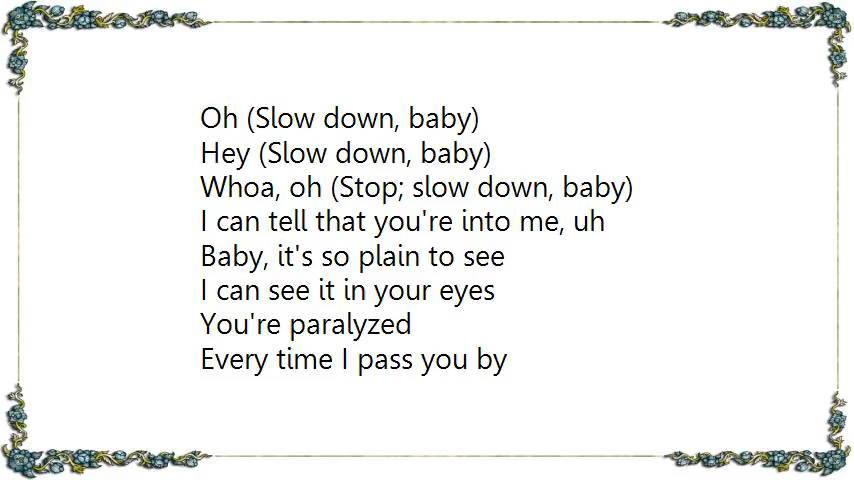 Oh (Slow down, baby)
Hey (Slow down, baby)
Whoa, oh (Stop; slow down, baby)
I can tell that you're into me, uh
Baby, it's so plain to see
I can see it in your eyes
You're paralyzed
Every time I pass you by